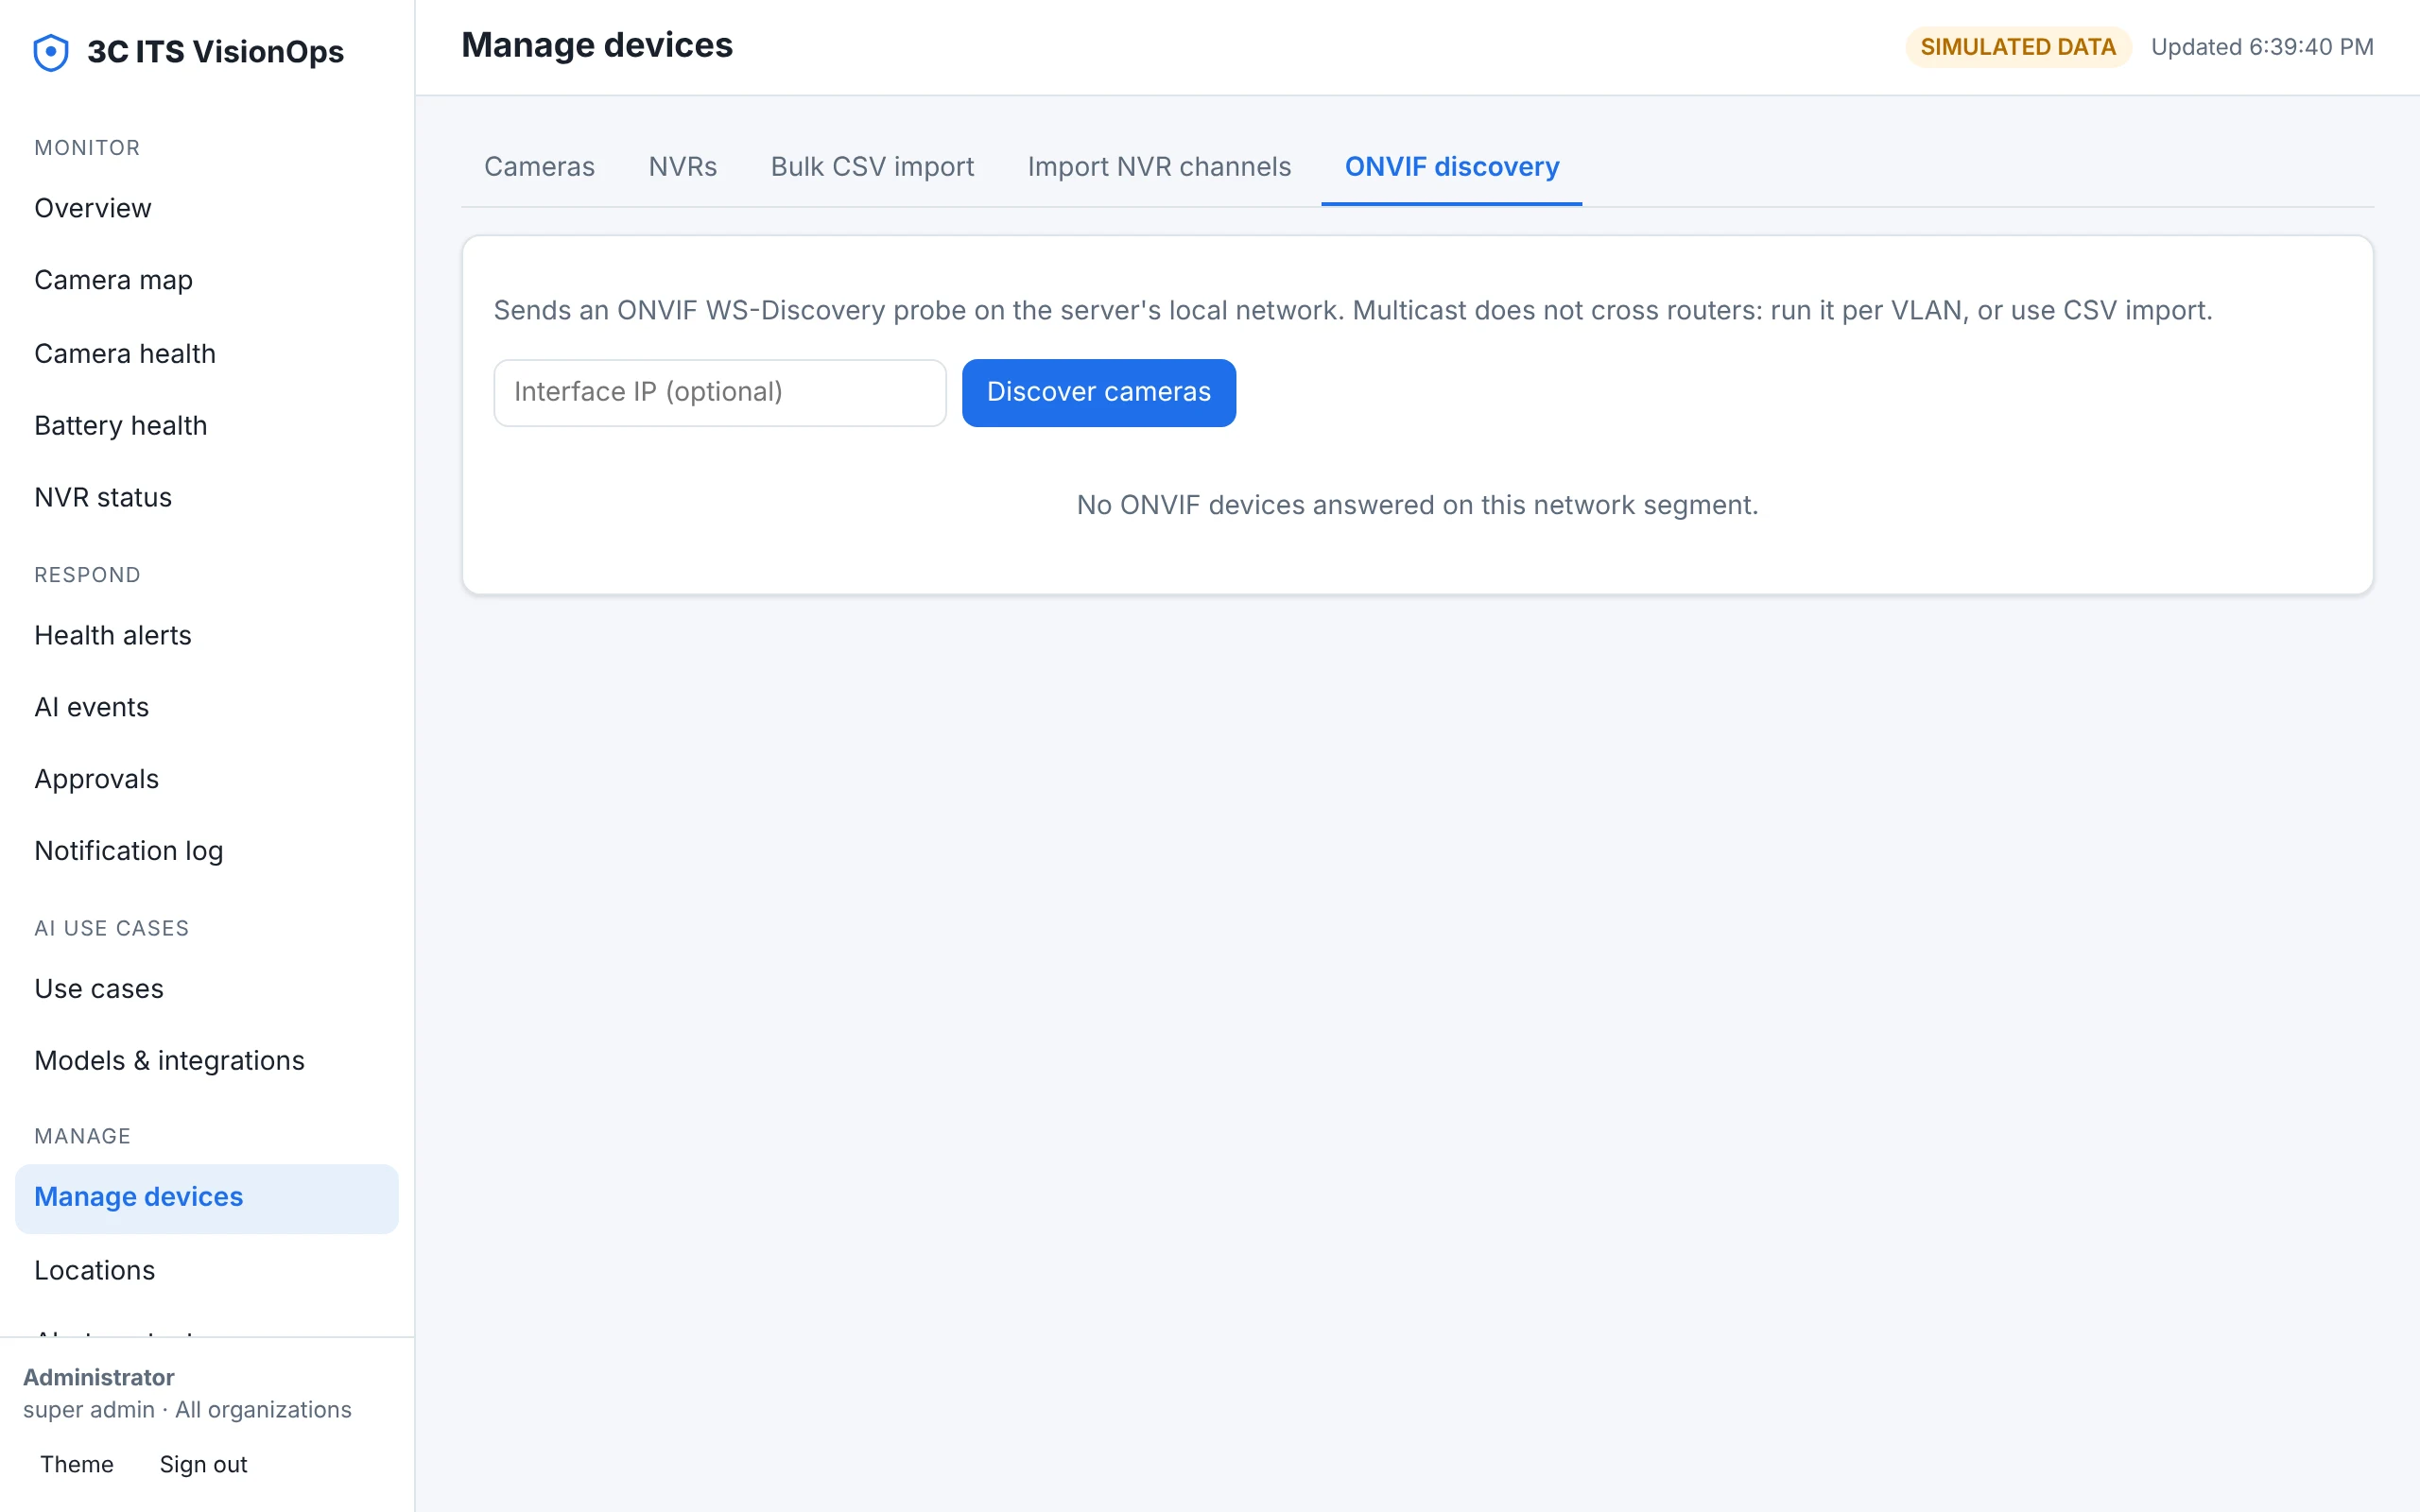 3C ITS VisionOps
MONITOR
Overview
Camera map
Camera health
Battery health
NVR status
RESPOND
Health alerts
AI events
Approvals
Notification log
AI USE CASES
Use cases
Models & integrations
MANAGE
Manage devices
Locations
Administrator
super admin · All organizations
Theme Sign out
Manage devices
SIMULATED DATA Updated 6:39:40 PM
Cameras NVRs Bulk CSV import Import NVR channels ONVIF discovery
Sends an ONVIF WS-Discovery probe on the server's local network. Multicast does not cross routers: run it per VLAN, or use CSV import.
Interface IP (optional) Discover cameras
No ONVIF devices answered on this network segment.